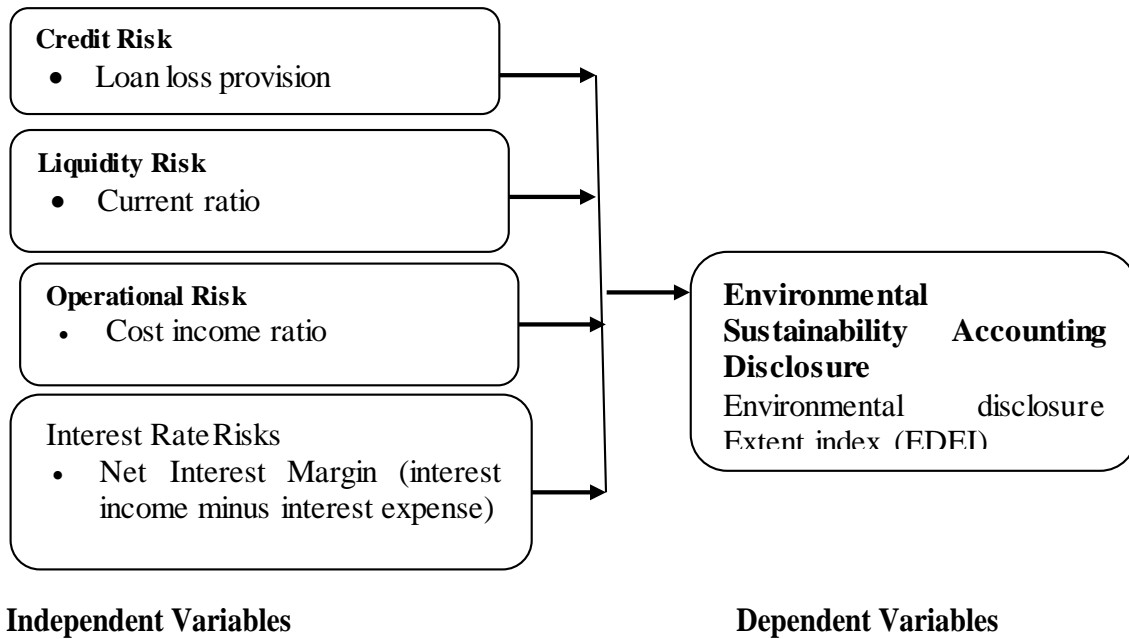 Credit Risk
• Loan loss provision
Liquidity Risk
• Current ratio
Operational Risk
• Cost income ratio
Interest Rate Risks
• Net Interest Margin (interest
income minus interest expense)
Environmental
Sustainability Accounting
Disclosure
Environmental disclosure
Extent index (EDEI)
Independent Variables
Dependent Variables